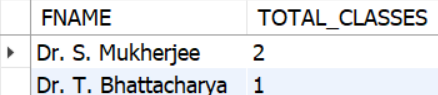 FNAME TOTAL_CLASSES
Dr. S. Mukherjee 2
Dr. T. Bhattacharya 1